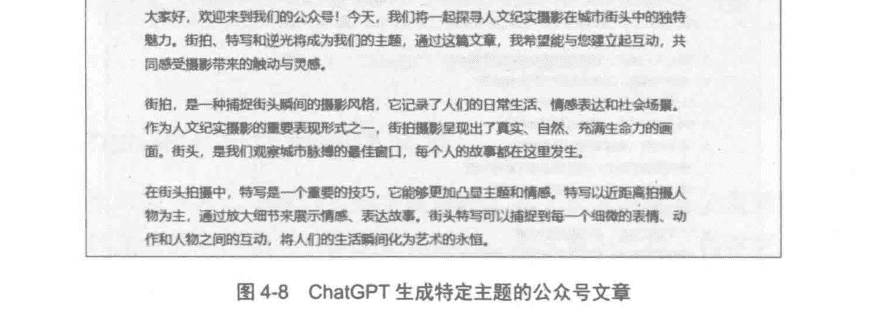 大家好，欢迎来到我们的公众号！今天，我们将一起探寻人文纪实摄影在城市街头中的独特
魅力。街拍、特写和逆光将成为我们的主题，通过这篇文章，我希望能与您建立起互动，共
同感受摄影带来的触动与灵感。
街拍，是一种捕捉街头瞬间的摄影风格，它记录了人们的日常生活、情感表达和社会场景。
作为人文纪实摄影的重要表现形式之一，街拍摄影呈现出了真实、自然、充满生命力的画
面。街头，是我们观察城市脉搏的最佳窗口，每个人的故事都在这里发生。
在街头拍摄中，特写是一个重要的技巧，它能够更加凸显主题和情感。特写以近距离拍摄人
物为主，通过放大细节来展示情感、表达故事。街头特写可以捕捉到每一个细微的表情、动
作和人物之间的互动，将人们的生活瞬间化为艺术的永恒。
图 4-8 ChatGPT 生成特定主题的公众号文章